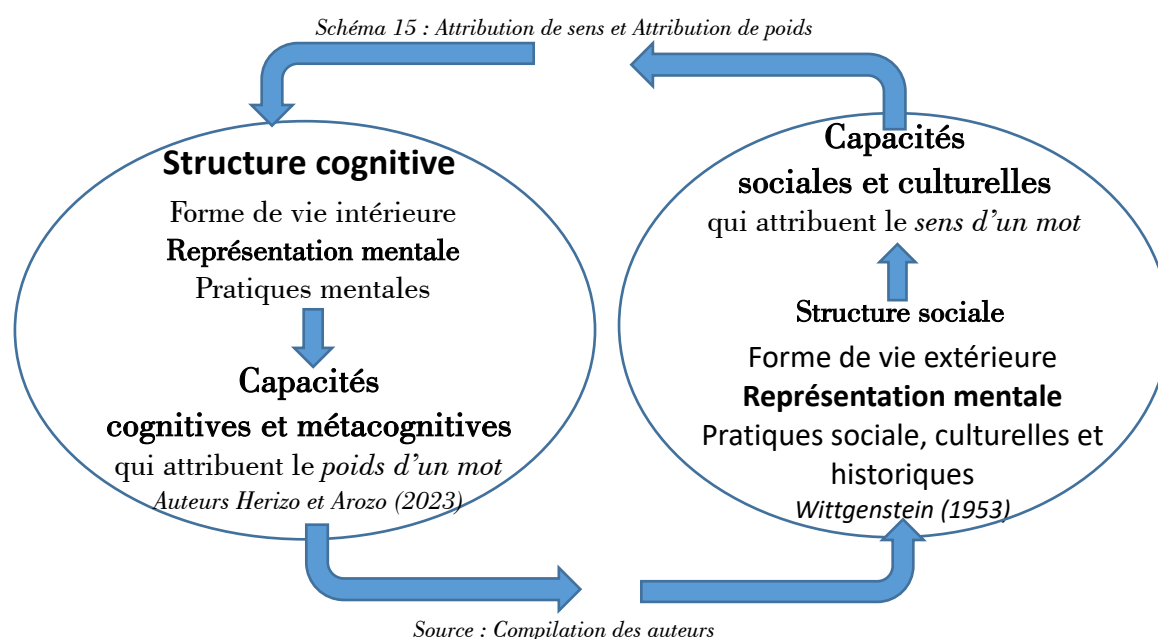 Schéma 15 : Attribution de sens et Attribution de poids
Structure cognitive
Forme de vie intérieure
Représentation mentale
Pratiques mentales
Capacités
cognitives et métacognitives
qui attribuent le poids d'un mot
Auteurs Herizo et Arozo (2023)
Capacités
sociales et culturelles
qui attribuent le sens d'un mot
Structure sociale
Forme de vie extérieure
Représentation mentale
Pratiques sociale, culturelles et
historiques
Wittgenstein (1953)
Source : Compilation des auteurs